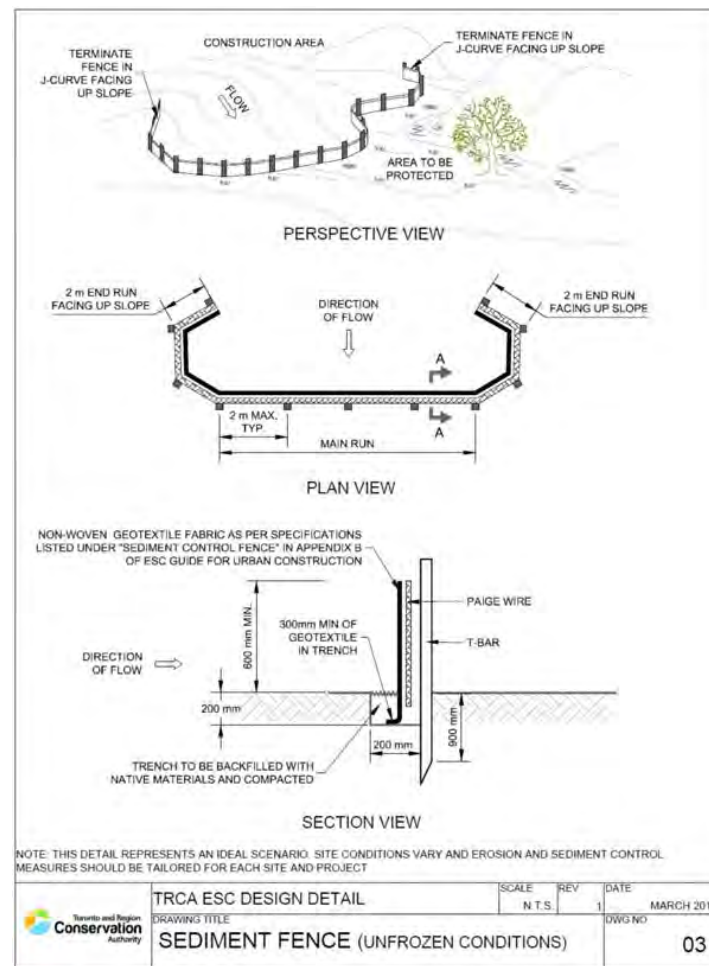 CONSTRUCTION AREA
TERMINATE
FENCE IN
J-CURVE FACING
UP SLOPE
TERMINATE FENCE IN
J-CURVE FACING UP SLOPE
FLOW
AREA TO BE
PROTECTED
PERSPECTIVE VIEW
2 m END RUN
FACING UP SLOPE
DIRECTION
OF FLOW
2 m END RUN
FACING UP SLOPE
A
A
2 m MAX.
TYP.
MAIN RUN
PLAN VIEW
NON-WOVEN GEOTEXTILE FABRIC AS PER SPECIFICATIONS
LISTED UNDER "SEDIMENT CONTROL FENCE" IN APPENDIX B
OF ESC GUIDE FOR URBAN CONSTRUCTION
600 mm MIN.
300mm MIN OF
GEOTEXTILE
IN TRENCH
PAIGE WIRE
T-BAR
DIRECTION
OF FLOW
200 mm
200 mm
900 mm
TRENCH TO BE BACKFILLED WITH
NATIVE MATERIALS AND COMPACTED
SECTION VIEW
NOTE: THIS DETAIL REPRESENTS AN IDEAL SCENARIO. SITE CONDITIONS VARY AND EROSION AND SEDIMENT CONTROL
MEASURES SHOULD BE TAILORED FOR EACH SITE AND PROJECT
Toronto and Region
Conservation
Authority
TRCA ESC DESIGN DETAIL
SCALE
N.T.S.
REV
1
DATE
MARCH 201
DRAWING TITLE
SEDIMENT FENCE (UNFROZEN CONDITIONS)
DWG NO
03